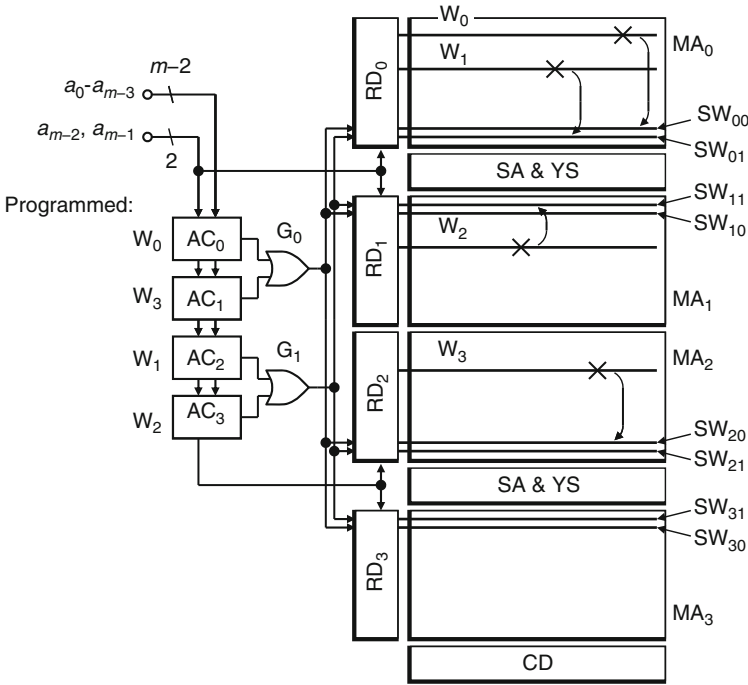 W0
MA0
W1
RD0
SW00
SW01
m–2
a0-am–3
am–2, am–1
2
SA & YS
Programmed:
SW11
SW10
W0
AC0
G0
RD1
W2
W3
AC1
MA1
W1
AC2
G1
W3
MA2
RD2
W2
AC3
SW20
SW21
SA & YS
SW31
SW30
RD3
MA3
CD